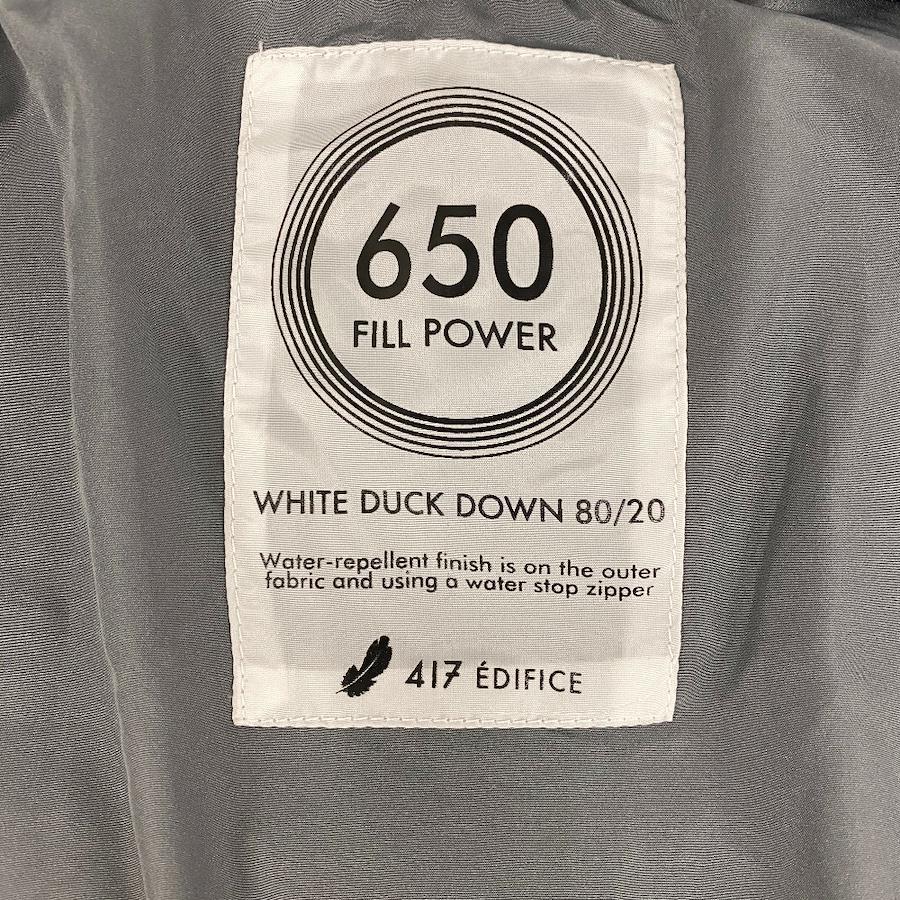 650
FILL POWER
WHITE DUCK DOWN 80/20
Water-repellent finish is on the outer
fabric and using a water stop zipper
417 ÉDIFICE